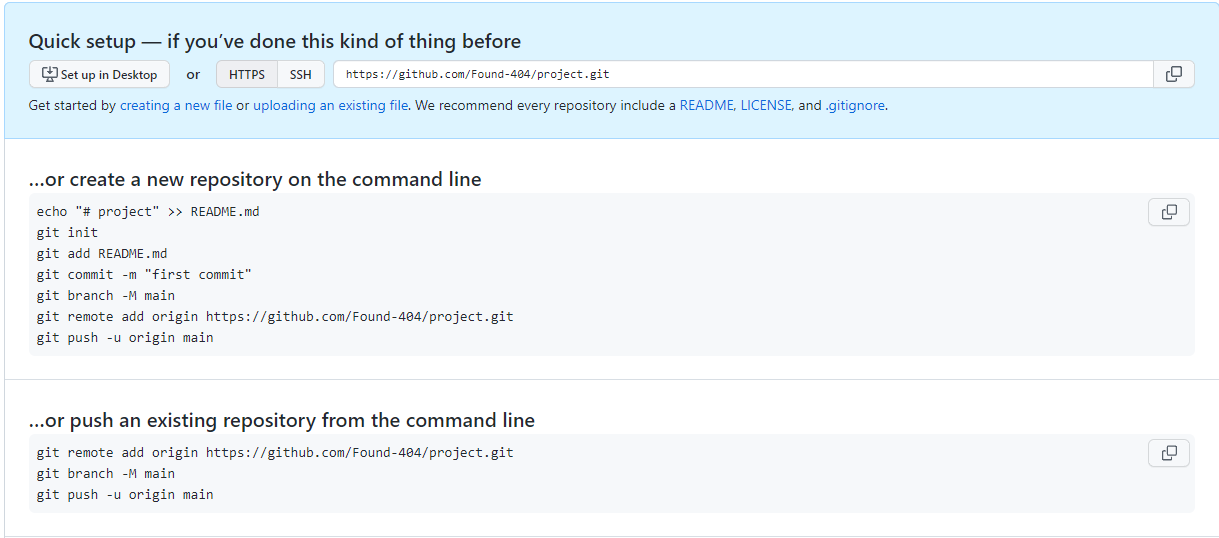 Quick setup — if you’ve done this kind of thing before
Set up in Desktop or HTTPS SSH https://github.com/Found-404/project.git
Get started by creating a new file or uploading an existing file. We recommend every repository include a README, LICENSE, and .gitignore.
…or create a new repository on the command line
echo "# project" >> README.md
git init
git add README.md
git commit -m "first commit"
git branch -M main
git remote add origin https://github.com/Found-404/project.git
git push -u origin main
…or push an existing repository from the command line
git remote add origin https://github.com/Found-404/project.git
git branch -M main
git push -u origin main